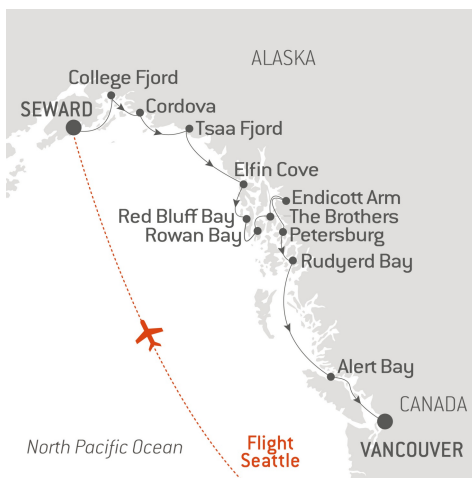 ALASKA
College Fjord
SEWARD
Cordova
Tsaa Fjord
Elfin Cove
Endicott Arm
Red Bluff Bay
The Brothers
Rowan Bay
Petersburg
Rudyerd Bay
Alert Bay
CANADA
North Pacific Ocean
Flight
Seattle
VANCOUVER